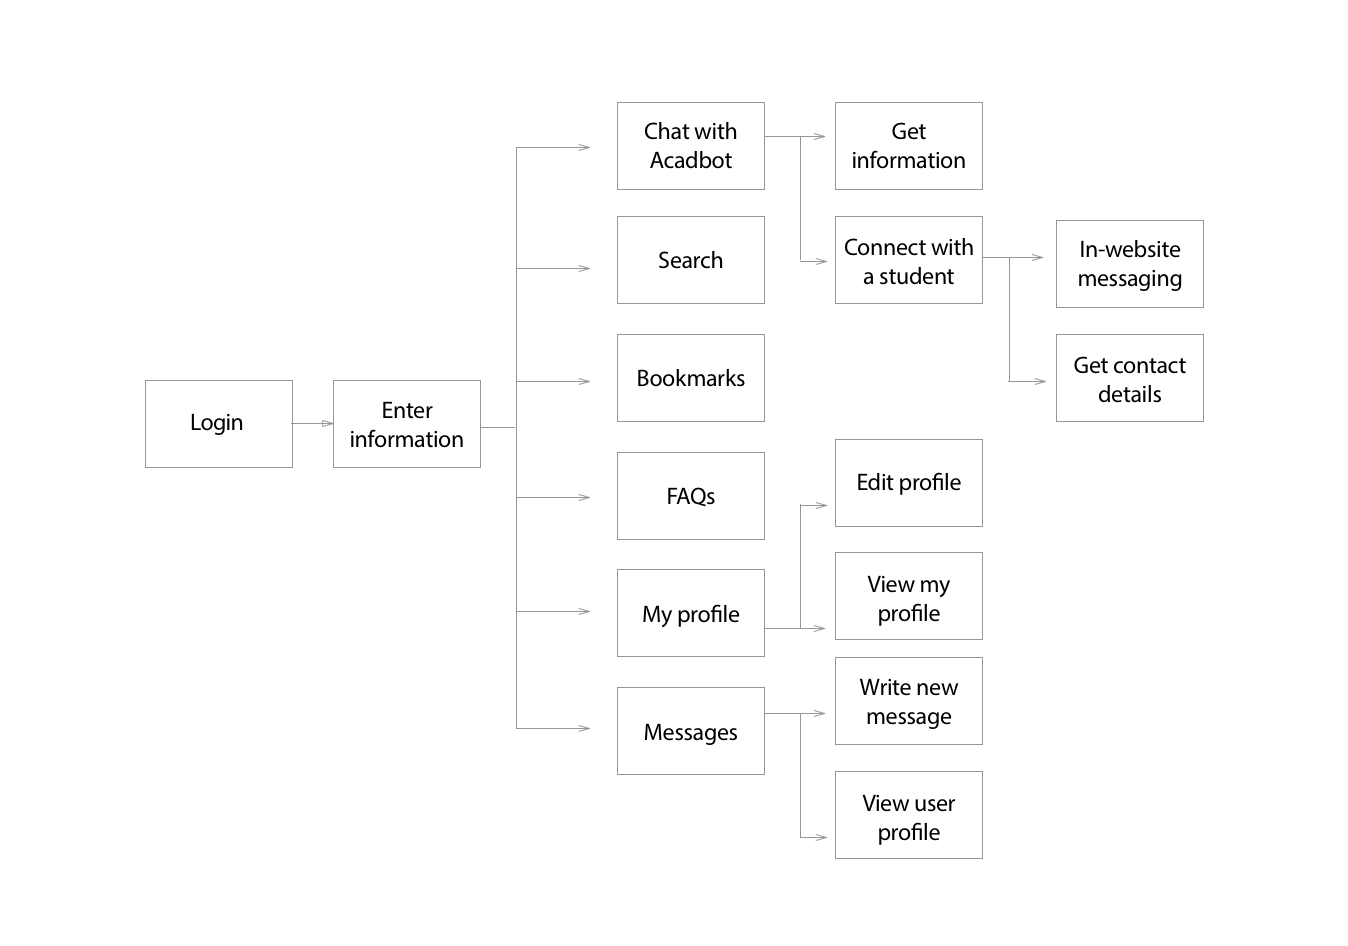 Login
Enter
information
Chat with
Acadbot
Search
Bookmarks
FAQs
My profile
Messages
Get
information
Connect with
a student
Edit profile
View my
profile
Write new
message
View user
profile
In-website
messaging
Get contact
details